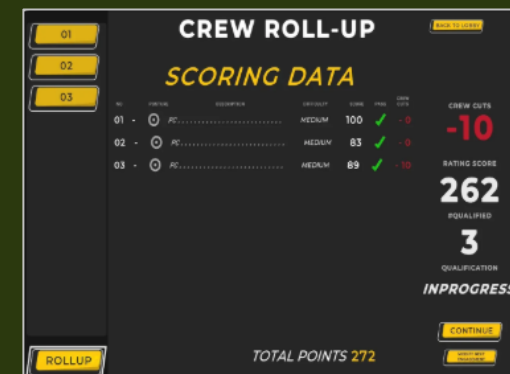 01
02
03
ROLLUP
CREW ROLL-UP
BACK TO LOBBY
SCORING DATA
NO POSTURE DESCRIPTION DIFFICULTY SCORE PASS CREW CUTS
01 - PC............................ MEDIUM 100 ✓ - 0
02 - PC............................ MEDIUM 83 ✓ - 0
03 - PC............................ MEDIUM 89 ✓ - 10
TOTAL POINTS 272
CREW CUTS
-10
RATING SCORE
262
#QUALIFIED
3
QUALIFICATION
INPROGRESS
CONTINUE